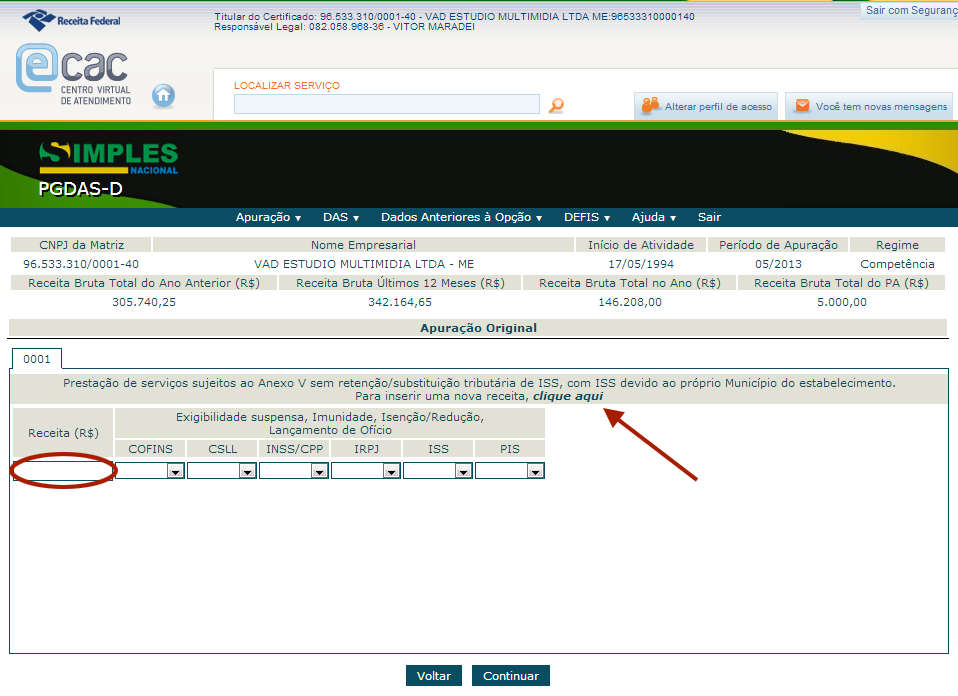 Receita Federal
Titular do Certificado: 96.533.310/0001-40 - VAD ESTUDIO MULTIMIDIA LTDA ME:96533310000140
Responsável Legal: 082.058.968-36 - VITOR MARADEI
Sair com Seguranç
ecac
CENTRO VIRTUAL
DE ATENDIMENTO
LOCALIZAR SERVIÇO
Alterar perfil de acesso
Você tem novas mensagens
SIMPLES
NACIONAL
PGDAS-D
Apuração DAS Dados Anteriores à Opção DEFIS Ajuda Sair
CNPJ da Matriz Nome Empresarial Início de Atividade Período de Apuração Regime
96.533.310/0001-40 VAD ESTUDIO MULTIMIDIA LTDA - ME 17/05/1994 05/2013 Competência
Receita Bruta Total do Ano Anterior (R$) Receita Bruta Últimos 12 Meses (R$) Receita Bruta Total no Ano (R$) Receita Bruta Total do PA (R$)
305.740,25 342.164,65 146.208,00 5.000,00
Apuração Original
0001
Prestação de serviços sujeitos ao Anexo V sem retenção/substituição tributária de ISS, com ISS devido ao próprio Município do estabelecimento.
Para inserir uma nova receita, clique aqui
Receita (R$)
Exigibilidade suspensa, Imunidade, Isenção/Redução,
Lançamento de Ofício
COFINS CSLL INSS/CPP IRPJ ISS PIS
Voltar Continuar